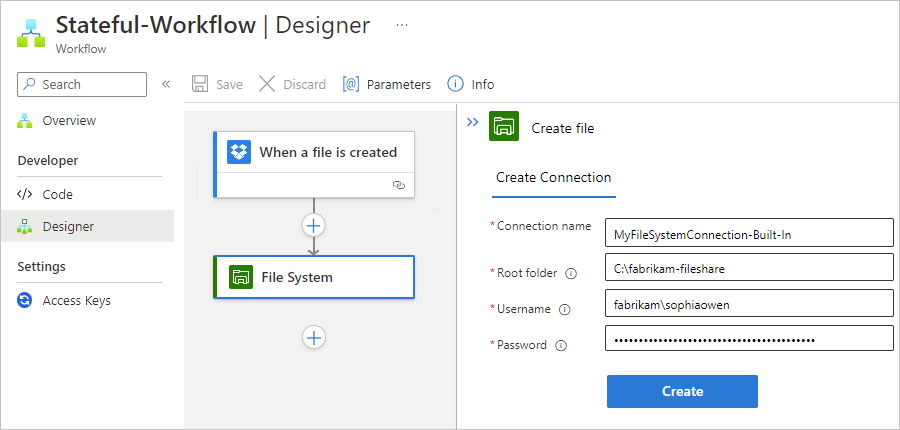 Stateful-Workflow | Designer ...
Workflow
Search «
Save Discard [@] Parameters Info
Overview
Developer
</> Code
Designer
Settings
Access Keys
When a file is created
File System
Create file
Create Connection
*Connection name MyFileSystemConnection-Built-In
*Root folder C:\fabrikam-fileshare
*Username fabrikam\sophiaowen
*Password ••••••••••••••••••••••••••••••••••••••••
Create